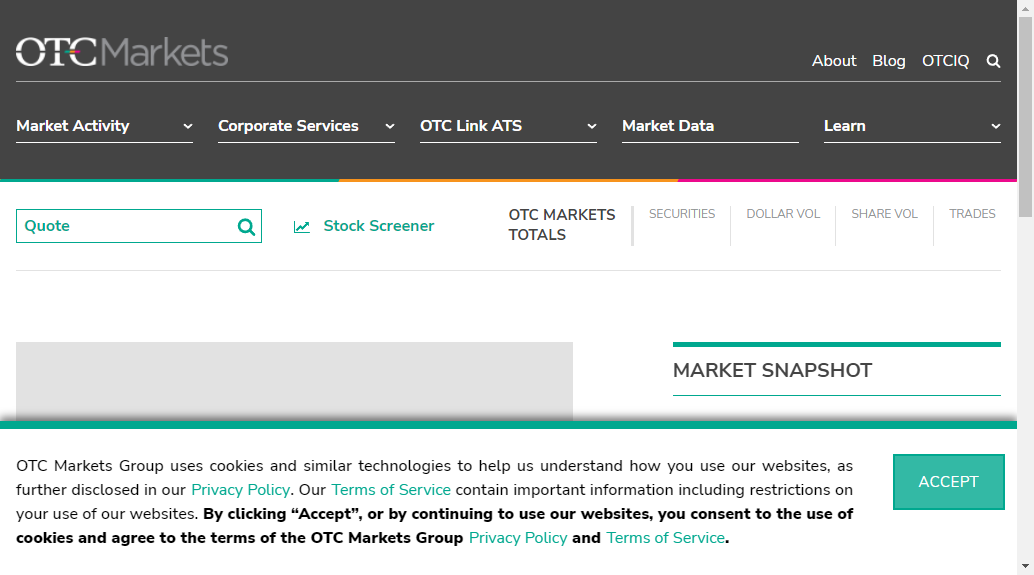 OTC Markets
About Blog OTCIQ
Market Activity Corporate Services OTC Link ATS Market Data Learn
Quote
Stock Screener
OTC MARKETS
TOTALS
SECURITIES DOLLAR VOL SHARE VOL TRADES
MARKET SNAPSHOT
OTC Markets Group uses cookies and similar technologies to help us understand how you use our websites, as
further disclosed in our Privacy Policy. Our Terms of Service contain important information including restrictions on
your use of our websites. By clicking “Accept”, or by continuing to use our websites, you consent to the use of
cookies and agree to the terms of the OTC Markets Group Privacy Policy and Terms of Service.
ACCEPT